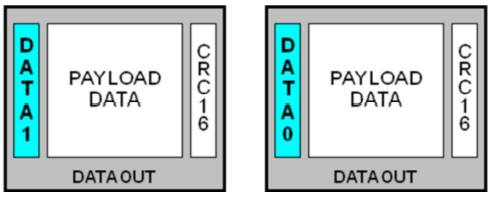 DATA1
PAYLOAD
DATA
CRC16
DATA OUT
DATA0
PAYLOAD
DATA
CRC16
DATA OUT